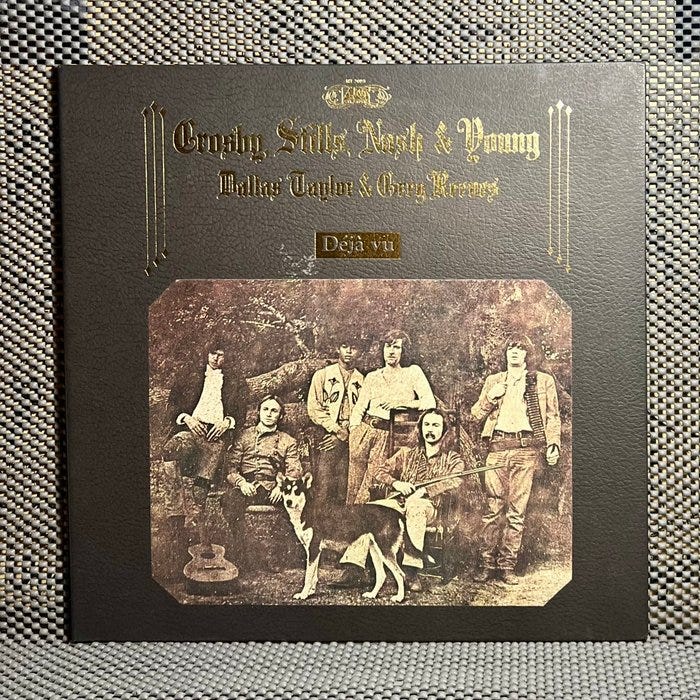 Crosby, Stills, Nash & Young
Dallas Taylor & Greg Reeves
Déjà vu